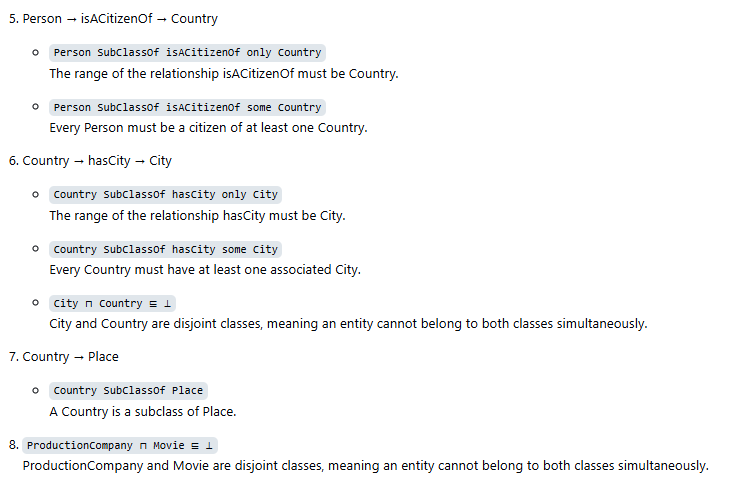 5. Person → isACitizenOf → Country
Person SubClassOf isACitizenOf only Country
The range of the relationship isACitizenOf must be Country.
Person SubClassOf isACitizenOf some Country
Every Person must be a citizen of at least one Country.
6. Country → hasCity → City
Country SubClassOf hasCity only City
The range of the relationship hasCity must be City.
Country SubClassOf hasCity some City
Every Country must have at least one associated City.
City ⊓ Country ≡ ⊥
City and Country are disjoint classes, meaning an entity cannot belong to both classes simultaneously.
7. Country → Place
Country SubClassOf Place
A Country is a subclass of Place.
8. ProductionCompany ⊓ Movie ≡ ⊥
ProductionCompany and Movie are disjoint classes, meaning an entity cannot belong to both classes simultaneously.